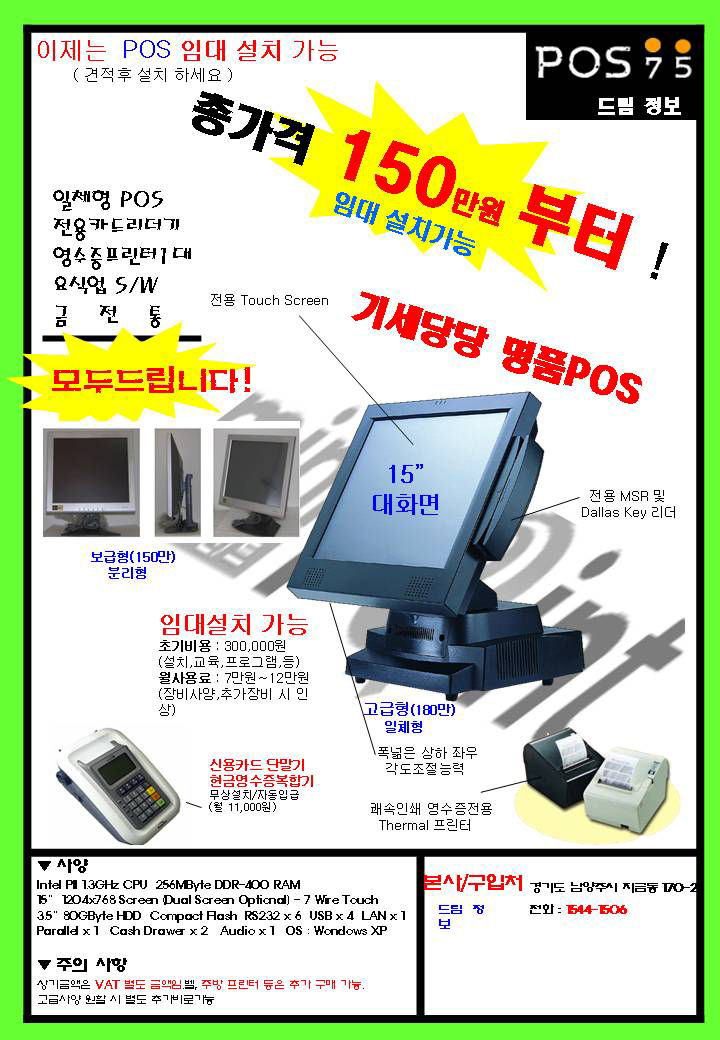 이제는 POS 임대 설치 가능
( 견적후 설치 하세요 )
POS 75
드림 정보
총가격 150만원 부터 !
임대 설치가능
일체형 POS
전용카드리더기
영수증프린터1대
요식업 S/W
금 전 통
모두드립니다!
전용 Touch Screen
기세당당 명품POS
15”
대화면
전용 MSR 및
Dallas Key 리더
보급형(150만)
분리형
임대설치 가능
초기비용 : 300,000원
(설치,교육,프로그램,등)
월사용료 : 7만원~12만원
(장비사양,추가장비 시 인
상)
고급형(180만)
일체형
폭넓은 상하 좌우
각도조절능력
신용카드 단말기
현금영수증복합기
무상설치/자동입급
(월 11,000원)
쾌속인쇄 영수증전용
Thermal 프린터
▼ 사양
Intel PIII 1.3GHz CPU 256MByte DDR-400 RAM
15” 1204x768 Screen (Dual Screen Optional) - 7 Wire Touch
3.5” 80GByte HDD Compact Flash RS232 x 6 USB x 4 LAN x 1
Parallel x 1 Cash Drawer x 2 Audio x 1 OS : Wondows XP
▼ 주의 사항
상기금액은 VAT 별도 금액임.벨, 주방 프린터 등은 추가 구매 가능.
고급사양 원할 시 별도 추가비로가능
본사/구입처 경기도 남양주시 지금동 170-2
드림 정
보
전화 : 1544-7506